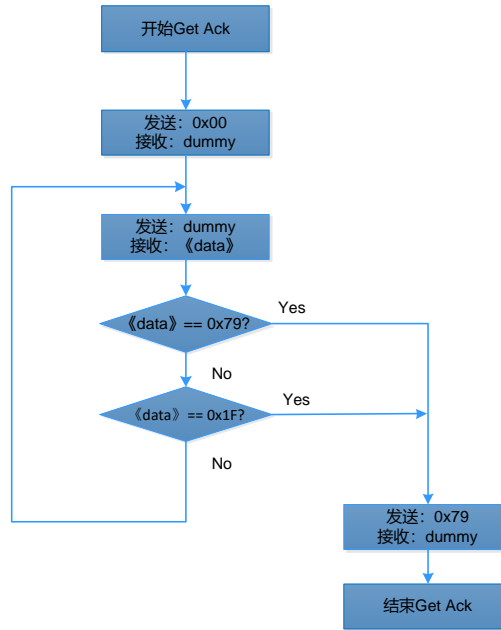 开始Get Ack
发送：0x00
接收：dummy
发送：dummy
接收：《data》
《data》== 0x79?
Yes
No
《data》== 0x1F?
Yes
No
发送：0x79
接收：dummy
结束Get Ack